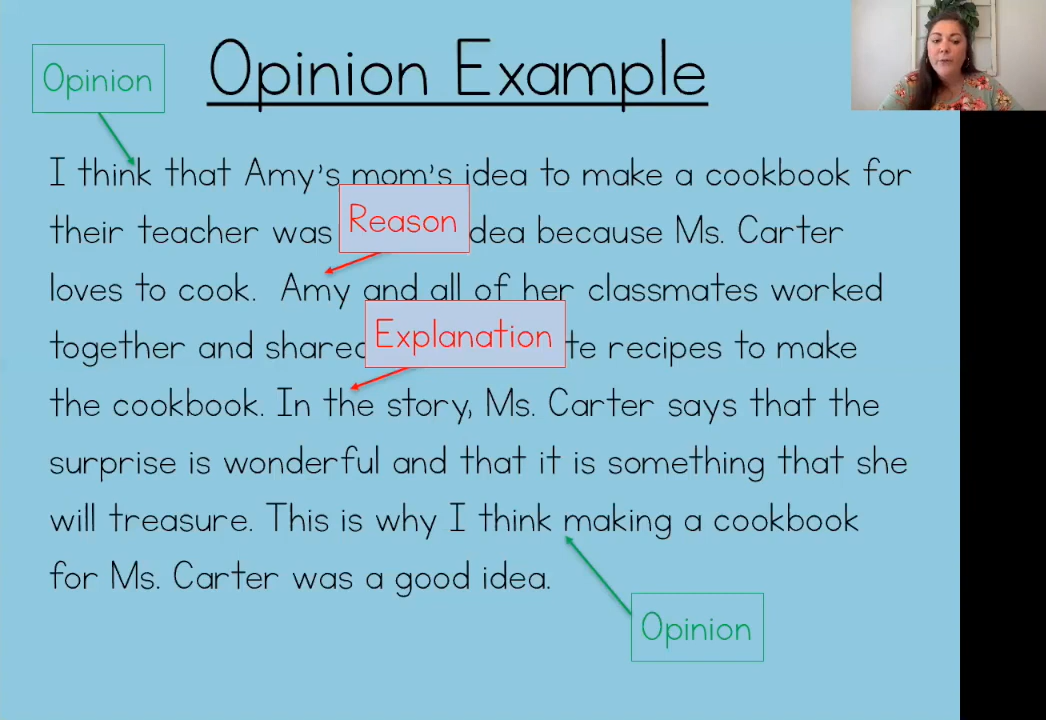 Opinion Example
Opinion
I think that Amy's mom's idea to make a cookbook for
their teacher was
Reason
idea because Ms. Carter
loves to cook. Amy and all of her classmates worked
together and shared
Explanation
recipes to make
the cookbook. In the story, Ms. Carter says that the
surprise is wonderful and that it is something that she
will treasure. This is why I think making a cookbook
for Ms. Carter was a good idea.
Opinion